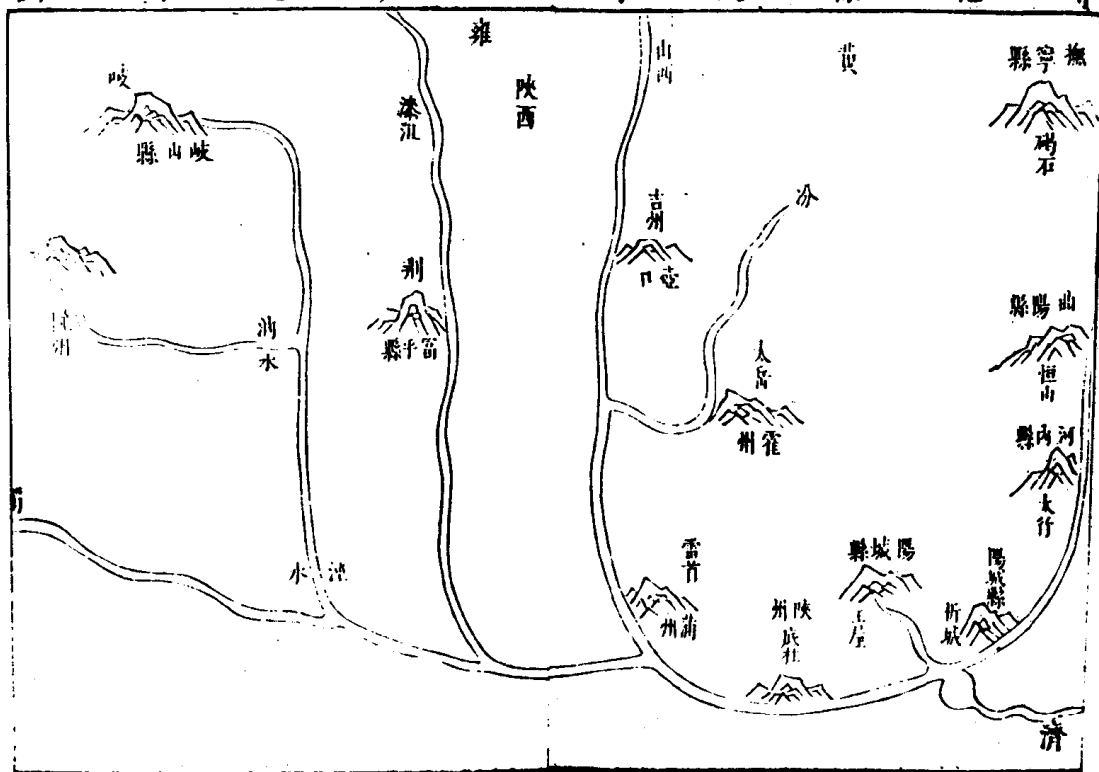 撫寧縣
碣石
黄
山西
陝西
雍
漆沮
岐
岐山縣
吉州
壺口
汾
荆
富平縣
汭水
曲陽縣
恒山
太岳
霍州
河內縣
太行
雷首
蒲州
陽城縣
王屋
陽城縣
析城
陝州
底柱
涇水
渭
濟